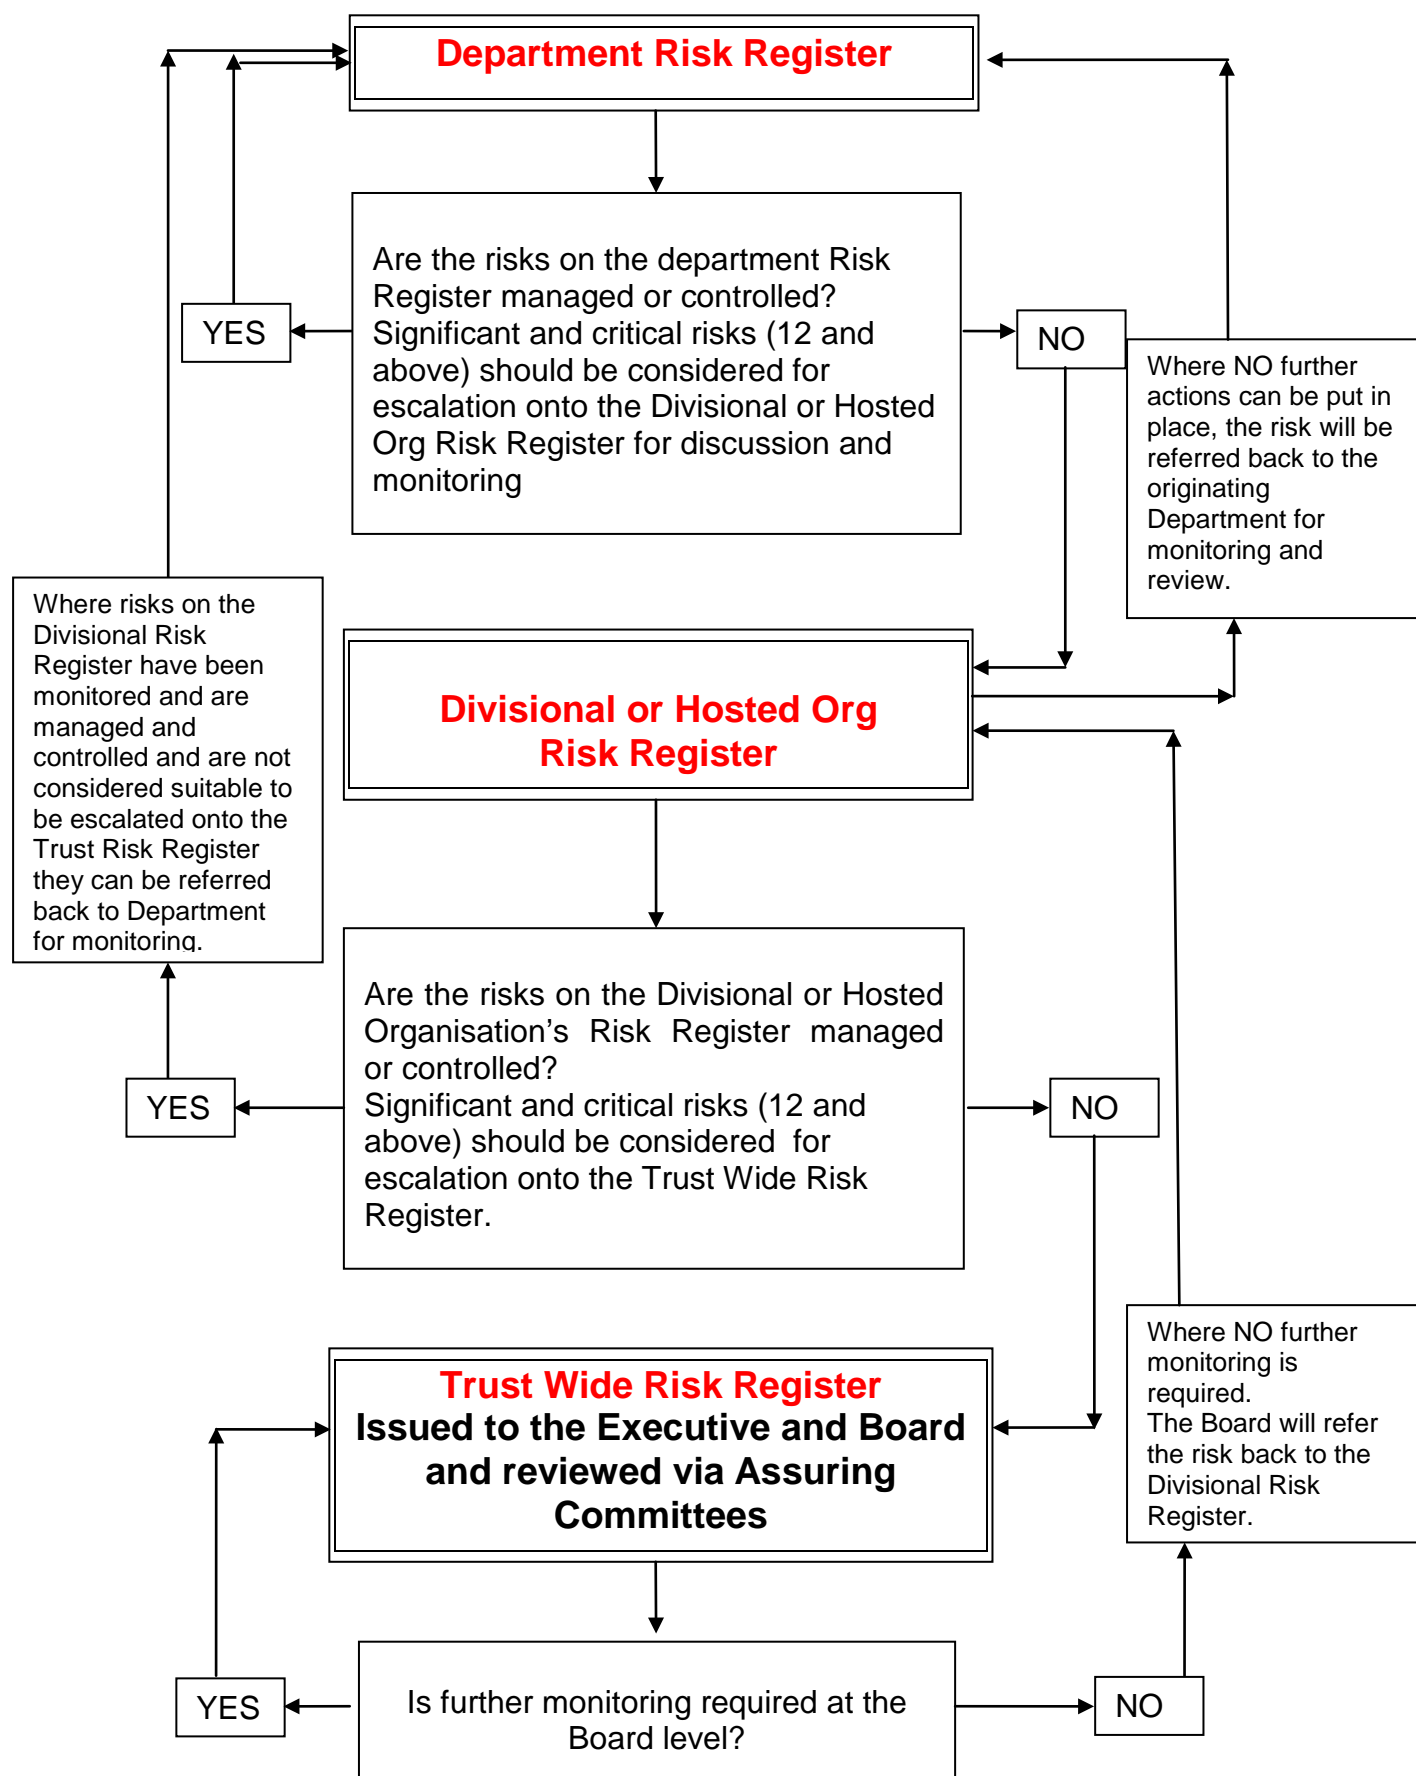 Department Risk Register
Are the risks on the department Risk
Register managed or controlled?
Significant and critical risks (12 and
above) should be considered for
escalation onto the Divisional or Hosted
Org Risk Register for discussion and
monitoring
YES
NO
Where NO further
actions can be put in
place, the risk will be
referred back to the
originating
Department for
monitoring and
review.
Where risks on the
Divisional Risk
Register have been
monitored and are
managed and
controlled and are not
considered suitable to
be escalated onto the
Trust Risk Register
they can be referred
back to Department
for monitoring.
Divisional or Hosted Org
Risk Register
Are the risks on the Divisional or Hosted
Organisation’s Risk Register managed
or controlled?
Significant and critical risks (12 and
above) should be considered for
escalation onto the Trust Wide Risk
Register.
YES
NO
Trust Wide Risk Register
Issued to the Executive and Board
and reviewed via Assuring
Committees
Where NO further
monitoring is
required.
The Board will refer
the risk back to the
Divisional Risk
Register.
YES
Is further monitoring required at the
Board level?
NO